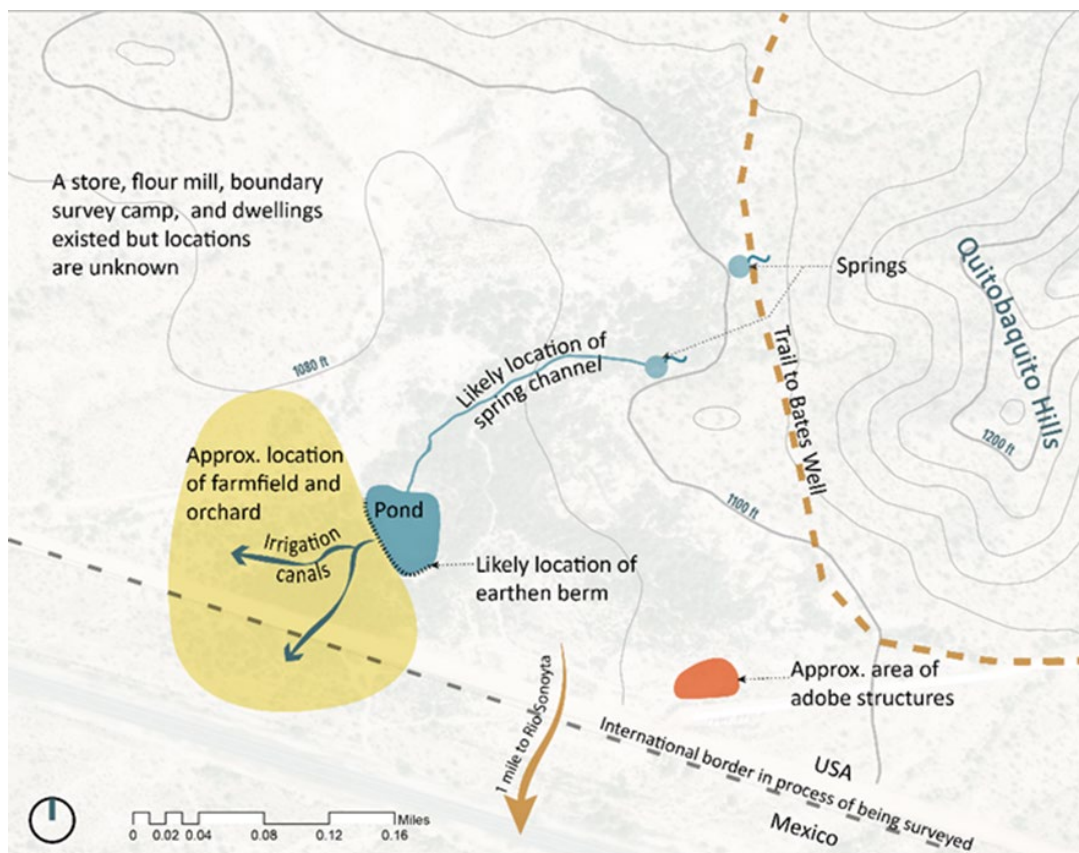 A store, flour mill, boundary
survey camp, and dwellings
existed but locations
are unknown
Springs
Quitobaquito Hills
Likely location of
spring channel
Trail to Bates Well
1080 ft
1200 ft
1100 ft
Approx. location
of farmfield and
orchard
Pond
Irrigation
canals
Likely location of
earthen berm
1 mile to Rio Sonoyta
Approx. area of
adobe structures
International border in process of being surveyed
USA
Mexico
0 0.02 0.04 0.08 0.12 0.16 Miles